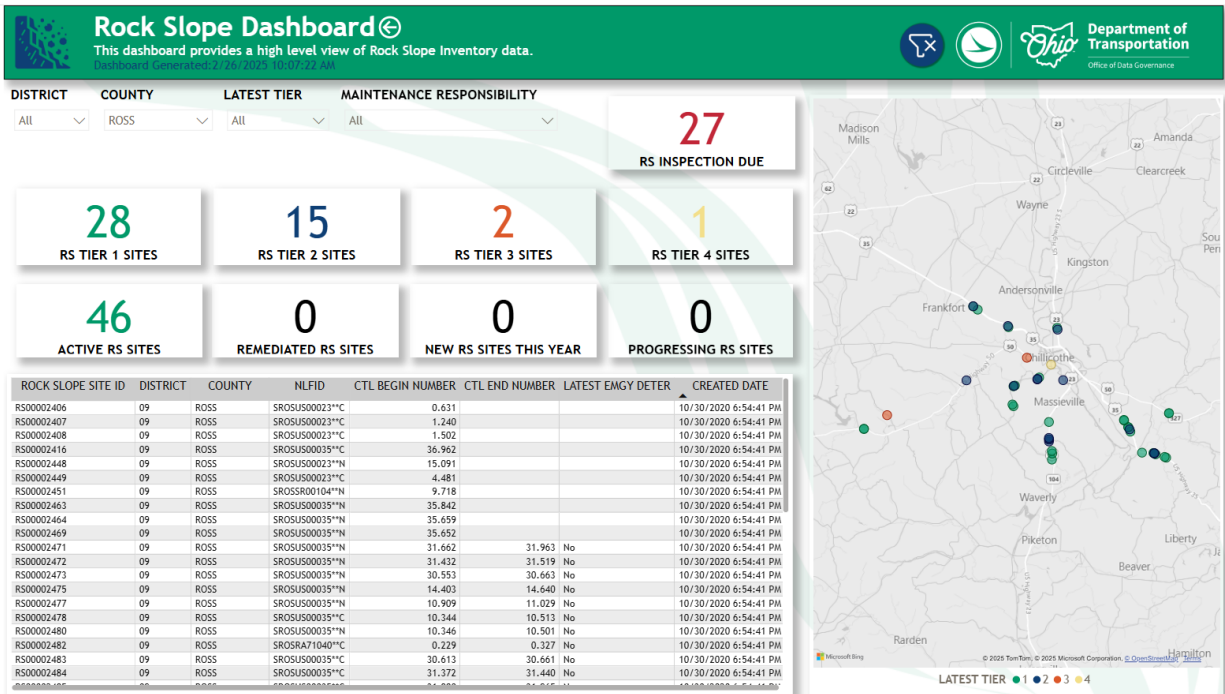 Rock Slope Dashboard
This dashboard provides a high level view of Rock Slope Inventory data.
Dashboard Generated:2/26/2025 10:07:22 AM
Ohio
Department of
Transportation
Office of Data Governance
DISTRICT COUNTY LATEST TIER MAINTENANCE RESPONSIBILITY
All ROSS All All
27
RS INSPECTION DUE
28 15 2 1
RS TIER 1 SITES RS TIER 2 SITES RS TIER 3 SITES RS TIER 4 SITES
46 0 0 0
ACTIVE RS SITES REMEDIATED RS SITES NEW RS SITES THIS YEAR PROGRESSING RS SITES
ROCK SLOPE SITE ID DISTRICT COUNTY NLFID CTL BEGIN NUMBER CTL END NUMBER LATEST EMGY DETER CREATED DATE
RS00002406 09 ROSS SROSUS00023**C 0.631 10/30/2020 6:54:41 PM
RS00002407 09 ROSS SROSUS00023**C 1.240 10/30/2020 6:54:41 PM
RS00002408 09 ROSS SROSUS00023**C 1.502 10/30/2020 6:54:41 PM
RS00002416 09 ROSS SROSUS00035**C 36.962 10/30/2020 6:54:41 PM
RS00002448 09 ROSS SROSUS00023**N 15.091 10/30/2020 6:54:41 PM
RS00002449 09 ROSS SROSUS00023**C 4.481 10/30/2020 6:54:41 PM
RS00002451 09 ROSS SROSSR00104**N 9.718 10/30/2020 6:54:41 PM
RS00002463 09 ROSS SROSUS00035**N 35.842 10/30/2020 6:54:41 PM
RS00002464 09 ROSS SROSUS00035**N 35.659 10/30/2020 6:54:41 PM
RS00002469 09 ROSS SROSUS00035**N 35.652 10/30/2020 6:54:41 PM
RS00002471 09 ROSS SROSUS00035**N 31.662 31.963 No 10/30/2020 6:54:41 PM
RS00002472 09 ROSS SROSUS00035**N 31.432 31.519 No 10/30/2020 6:54:41 PM
RS00002473 09 ROSS SROSUS00035**N 30.553 30.663 No 10/30/2020 6:54:41 PM
RS00002475 09 ROSS SROSUS00035**N 14.403 14.640 No 10/30/2020 6:54:41 PM
RS00002477 09 ROSS SROSUS00035**N 10.909 11.029 No 10/30/2020 6:54:41 PM
RS00002478 09 ROSS SROSUS00035**C 10.344 10.513 No 10/30/2020 6:54:41 PM
RS00002480 09 ROSS SROSUS00035**N 10.346 10.501 No 10/30/2020 6:54:41 PM
RS00002482 09 ROSS SROSRA71040**C 0.229 0.327 No 10/30/2020 6:54:41 PM
RS00002483 09 ROSS SROSUS00035**C 30.613 30.661 No 10/30/2020 6:54:41 PM
RS00002484 09 ROSS SROSUS00035**C 31.372 31.440 No 10/30/2020 6:54:41 PM
Madison
Mills
23
Amanda
22
Circleville
Clearcreek
22
62
Wayne
22
US Highway 23 S
35
Kingston
Andersonville
Frankfort
23
35
50
Chillicothe
23
50
Massieville
35
327
104
Waverly
Piketon
Liberty
Beaver
Rarden
Hamilton
Microsoft Bing
© 2025 TomTom, © 2025 Microsoft Corporation, © OpenStreetMap Terms
LATEST TIER 1 2 3 4